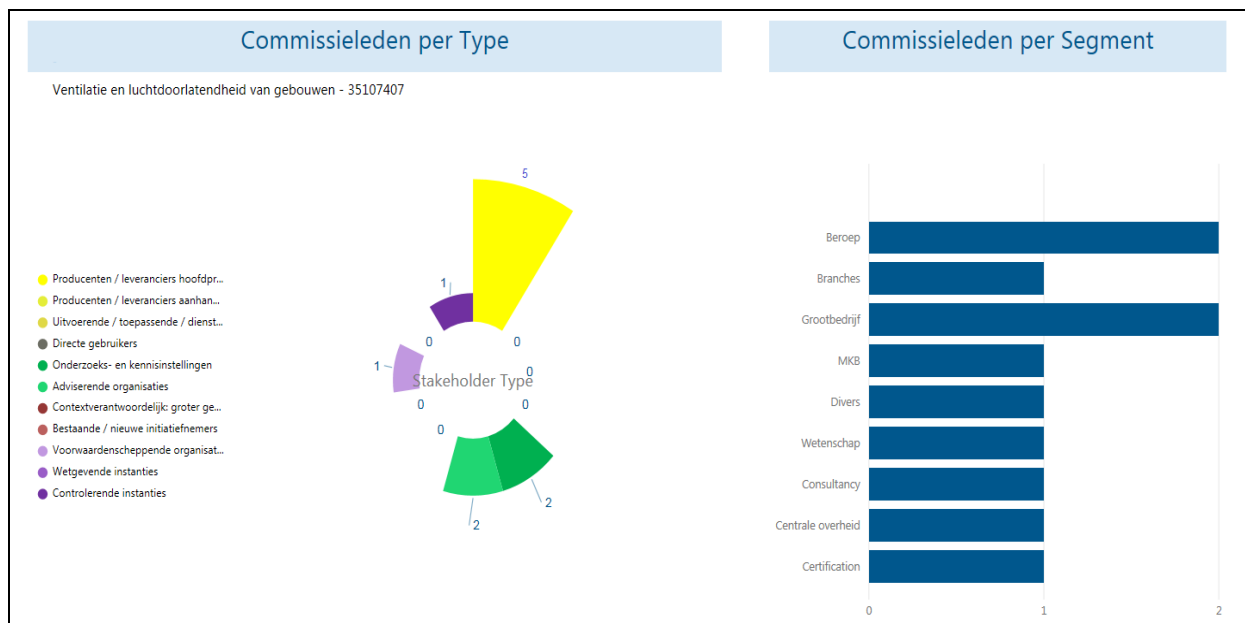 Commissieleden per Type
Ventilatie en luchtdoorlatendheid van gebouwen - 35107407
Producenten / leveranciers hoofdpr...
Producenten / leveranciers aanhan...
Uitvoerende / toepassende / dienst...
Directe gebruikers
Onderzoeks- en kennisinstellingen
Adviserende organisaties
Contextverantwoordelijk: groter ge...
Bestaande / nieuwe initiatiefnemers
Voorwaardenscheppende organisat...
Wetgevende instanties
Controlerende instanties
5
1
0
0
1
0
Stakeholder Type
0
0
0
2
2
Commissieleden per Segment
Beroep
Branches
Grootbedrijf
MKB
Divers
Wetenschap
Consultancy
Centrale overheid
Certification
0
1
2